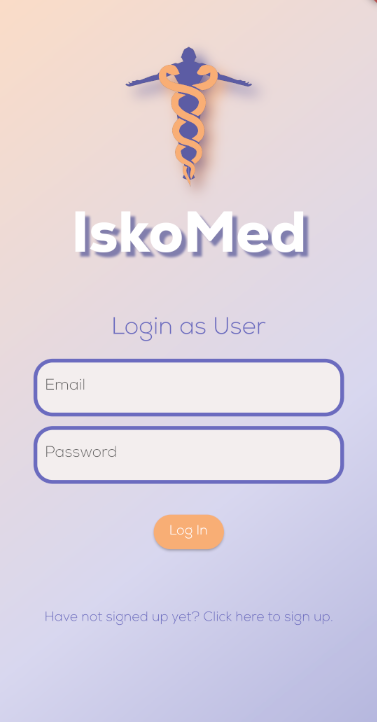 IskoMed
Login as User
Email
Password
Log In
Have not signed up yet? Click here to sign up.